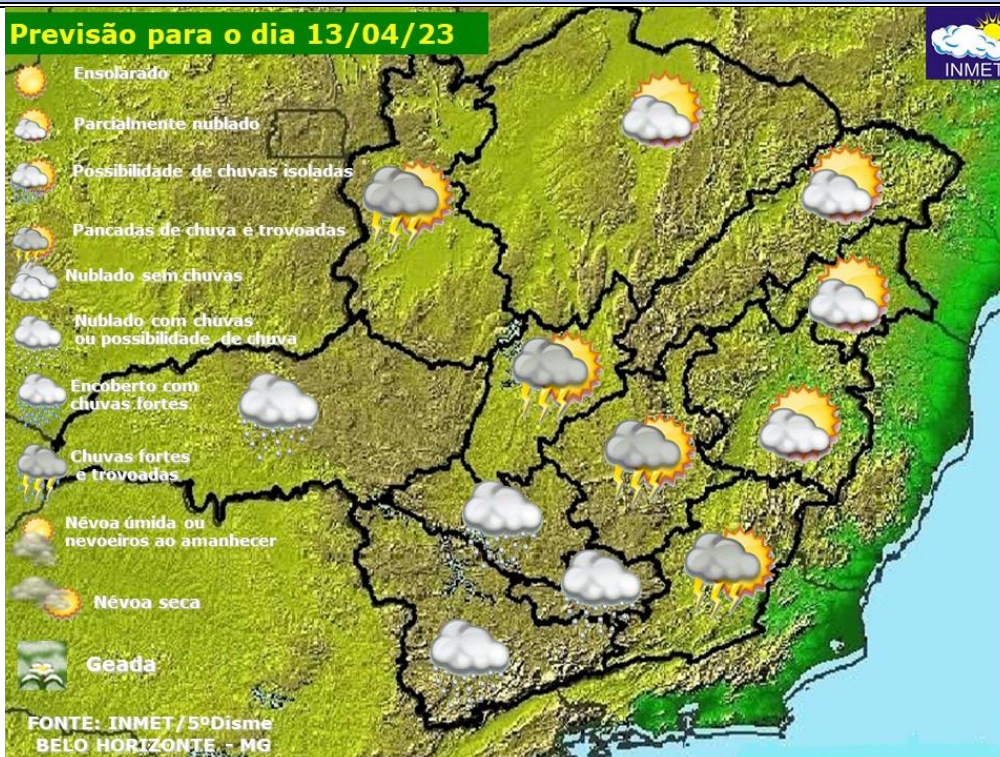 Previsão para o dia 13/04/23
INMET
Ensolarado
Parcialmente nublado
Possibilidade de chuvas isoladas
Pancadas de chuva e trovoadas
Nublado sem chuvas
Nublado com chuvas
ou possibilidade de chuva
Encoberto com
chuvas fortes
Chuvas fortes
e trovoadas
Névoa úmida ou
nevoeiros ao amanhecer
Névoa seca
Geada
FONTE: INMET/5ºDisme
BELO HORIZONTE - MG